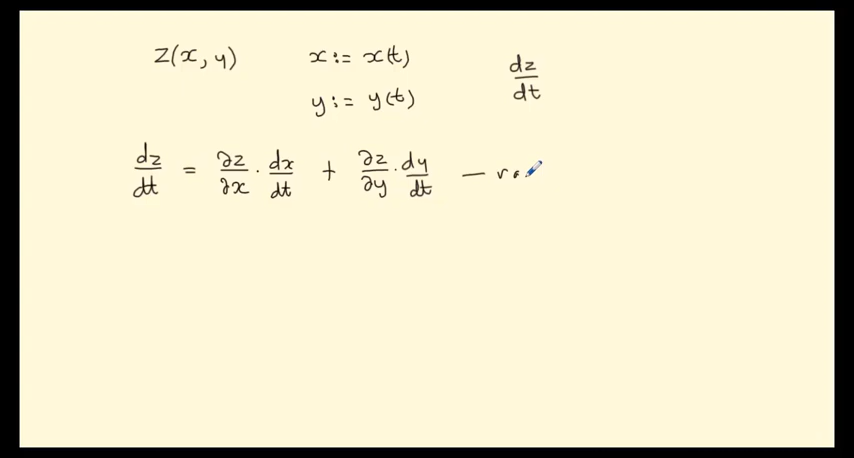 z(x, y) x := x(t) dz/dt
y := y(t)
dz/dt = ∂z/∂x · dx/dt + ∂z/∂y · dy/dt —